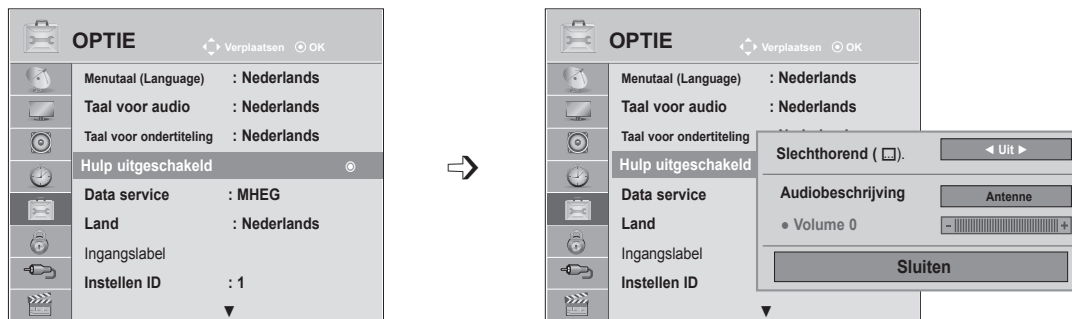 OPTIE
Verplaatsen OK
Menutaal (Language) : Nederlands
Taal voor audio : Nederlands
Taal voor ondertiteling : Nederlands
Hulp uitgeschakeld
Data service : MHEG
Land : Nederlands
Ingangslabel
Instellen ID : 1
OPTIE
Verplaatsen OK
Menutaal (Language) : Nederlands
Taal voor audio : Nederlands
Taal voor ondertiteling
Hulp uitgeschakeld
Data service
Land
Ingangslabel
Instellen ID
Slechthorend ( ). ◄ Uit ►
Audiobeschrijving Antenne
● Volume 0 - +
Sluiten